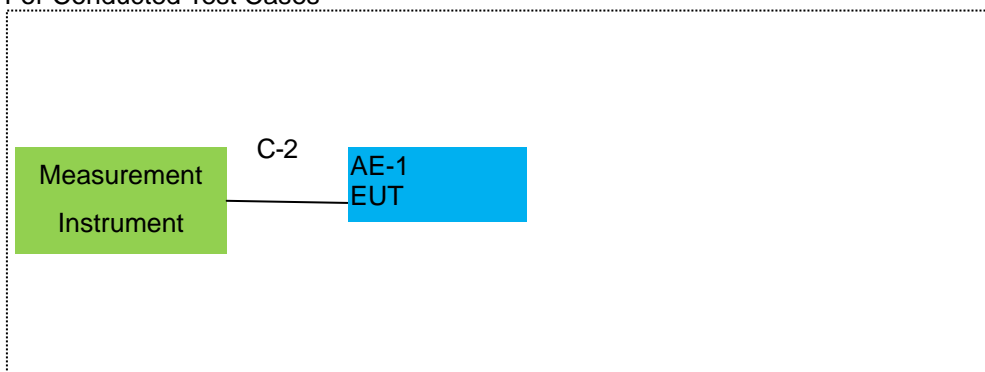 For Conducted Test Cases
C-2
Measurement
Instrument
AE-1
EUT